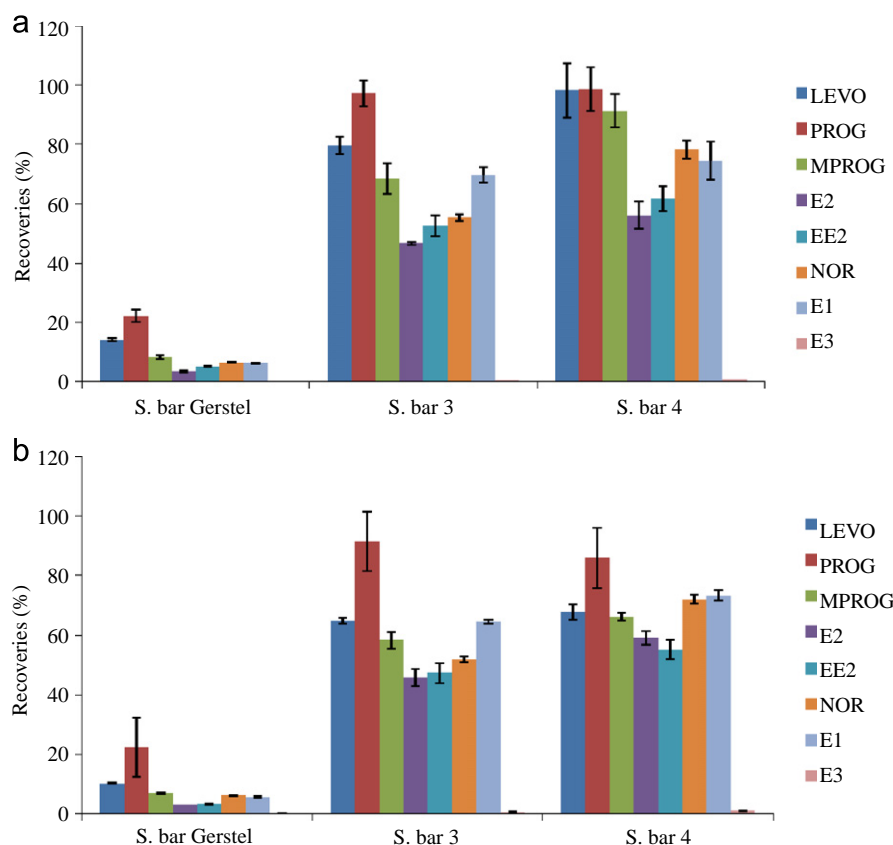 a
120
100
80
60
40
20
0
Recoveries (%)
S. bar Gerstel
S. bar 3
S. bar 4
LEVO
PROG
MPROG
E2
EE2
NOR
E1
E3
b
120
100
80
60
40
20
0
Recoveries (%)
S. bar Gerstel
S. bar 3
S. bar 4
LEVO
PROG
MPROG
E2
EE2
NOR
E1
E3